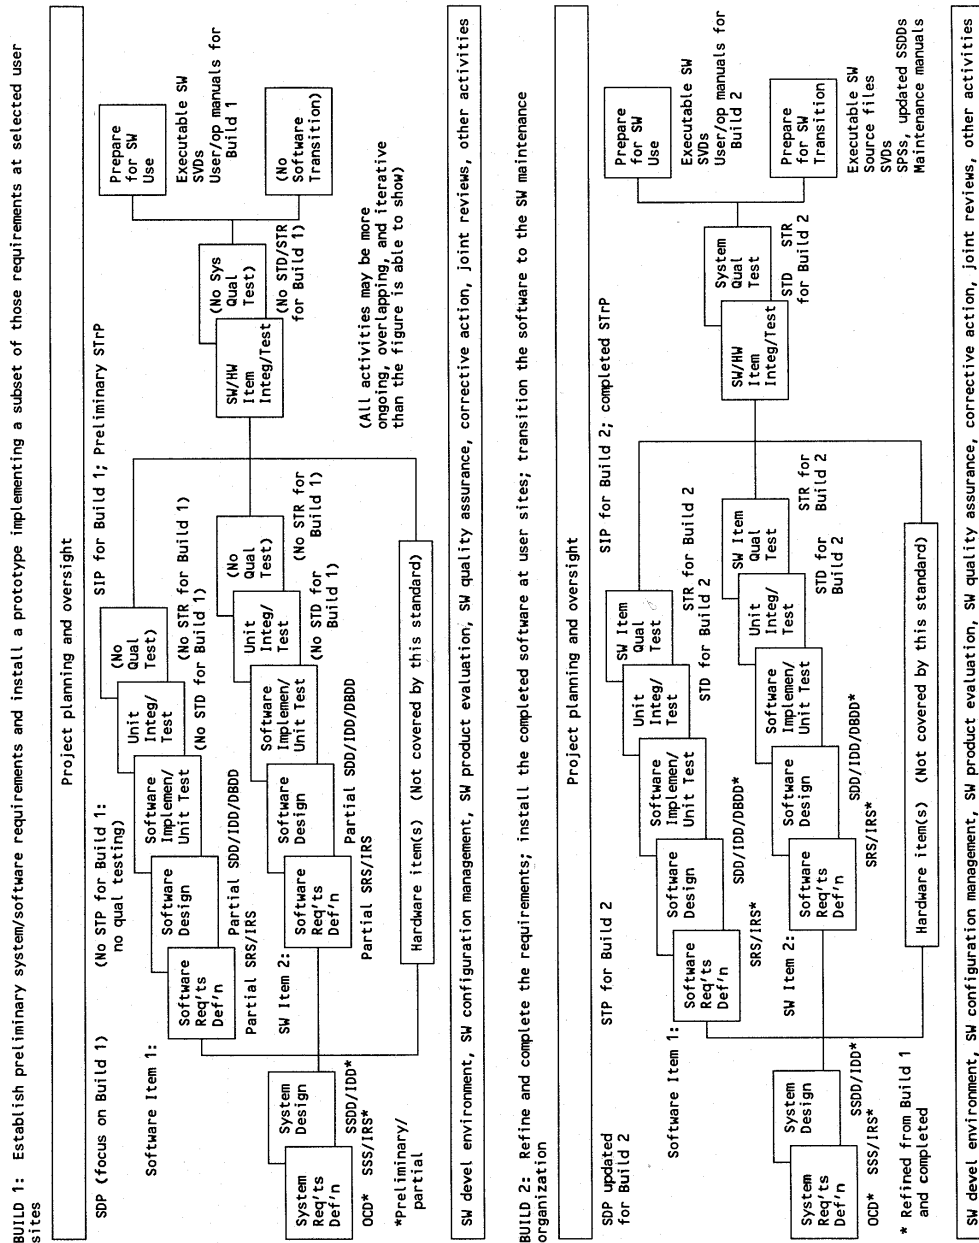 BUILD 1: Establish preliminary system/software requirements and install a prototype implementing a subset of those requirements at selected user
sites
Project planning and oversight
SDP (focus on Build 1)
(No STP for Build 1:
no qual testing)
SIP for Build 1; Preliminary STrP
Software Item 1:
Software
Req'ts
Def'n
Software
Design
Software
Implemen/
Unit Test
Unit
Integ/
Test
(No
Qual
Test)
Partial SRS/IRS
Partial SDD/IDD/DBDD
(No STD for Build 1)
(No STR for Build 1)
System
Req'ts
Def'n
System
Design
OCD*
SSS/IRS*
SSDD/IDD*
*Preliminary/
partial
SW Item 2:
Software
Req'ts
Def'n
Software
Design
Software
Implemen/
Unit Test
Unit
Integ/
Test
(No
Qual
Test)
Partial SRS/IRS
Partial SDD/IDD/DBDD
(No STD for
Build 1)
(No STR for
Build 1)
Hardware item(s) (Not covered by this standard)
SW/HW
Item
Integ/Test
(No Sys
Qual
Test)
(No STD/STR
for Build 1)
Prepare
for SW
Use
Executable SW
SVDs
User/op manuals for
Build 1
(No
Software
Transition)
(All activities may be more
ongoing, overlapping, and iterative
than the figure is able to show)
SW devel environment, SW configuration management, SW product evaluation, SW quality assurance, corrective action, joint reviews, other activities
BUILD 2: Refine and complete the requirements; install the completed software at user sites; transition the software to the SW maintenance
organization
Project planning and oversight
SDP updated
for Build 2
STP for Build 2
SIP for Build 2; completed STrP
Software Item 1:
Software
Req'ts
Def'n
Software
Design
Software
Implemen/
Unit Test
Unit
Integ/
Test
SW Item
Qual
Test
SRS/IRS*
SDD/IDD/DBDD*
STD for Build 2
STR for Build 2
System
Req'ts
Def'n
System
Design
OCD*
SSS/IRS*
SSDD/IDD*
* Refined from Build 1
and completed
SW Item 2:
Software
Req'ts
Def'n
Software
Design
Software
Implemen/
Unit Test
Unit
Integ/
Test
SW Item
Qual
Test
SRS/IRS*
SDD/IDD/DBDD*
STD for
Build 2
STR for
Build 2
Hardware item(s) (Not covered by this standard)
SW/HW
Item
Integ/Test
System
Qual
Test
STD STR
for Build 2
Prepare
for SW
Use
Executable SW
SVDs
User/op manuals for
Build 2
Prepare
for SW
Transition
Executable SW
Source files
SVDs
SPSs, updated SSDDs
Maintenance manuals
SW devel environment, SW configuration management, SW product evaluation, SW quality assurance, corrective action, joint reviews, other activities